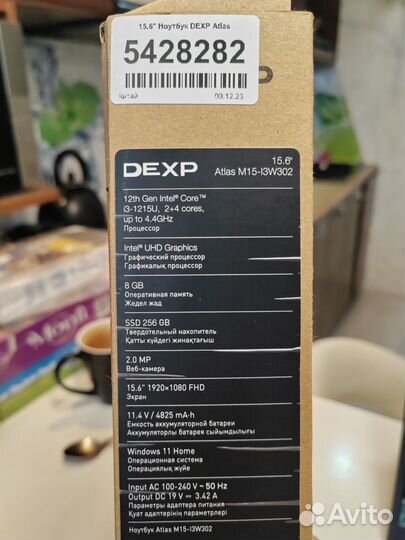 15.6" Ноутбук DEXP Atlas
5428282
Китай
09.12.23
P
DEXP
15.6"
Atlas M15-I3W302
12th Gen Intel® Core™
i3-1215U, 2+4 cores,
up to 4.4GHz
Процессор
Intel® UHD Graphics
Графический процессор
Графикалық процессор
8 GB
Оперативная память
Жедел жад
SSD 256 GB
Твердотельный накопитель
Қатты күйдегі жинақтағыш
2.0 MP
Веб-камера
15.6" 1920×1080 FHD
Экран
11.4 V / 4825 mA·h
Емкость аккумуляторной батареи
Аккумуляторлы батарея сыйымдылығы
Windows 11 Home
Операционная система
Операциялық жүйе
Input AC 100-240 V ~ 50 Hz
Output DC 19 V ⎓ 3.42 A
Параметры адаптера питания
Қуат адаптерінің параметрлері
Ноутбук Atlas M15-I3W302
Avito